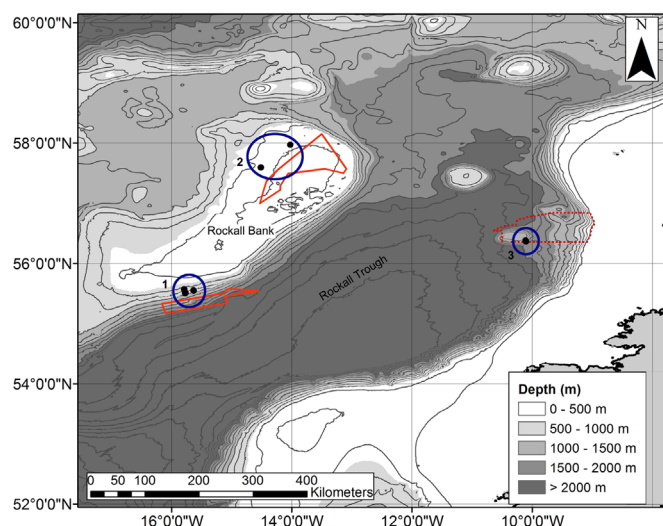 60°0'0"N
N
58°0'0"N
2
Rockall Bank
56°0'0"N
3
1
Rockall Trough
54°0'0"N
Depth (m)
0 - 500 m
500 - 1000 m
1000 - 1500 m
1500 - 2000 m
> 2000 m
0 50 100 200 300 400
Kilometers
52°0'0"N
16°0'0"W 14°0'0"W 12°0'0"W 10°0'0"W